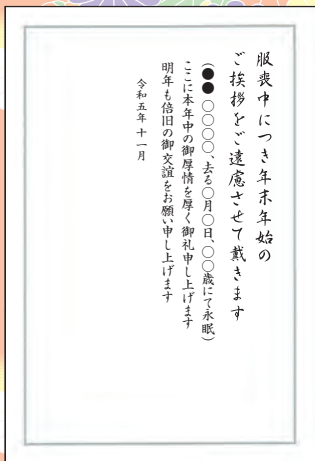 服喪中につき年末年始の
ご挨拶をご遠慮させて戴きます
（●● ○○○○、去る○月○日、○○歳にて永眠）
ここに本年中の御厚情を厚く御礼申し上げます
明年も倍旧の御交誼をお願い申し上げます
令和五年十一月